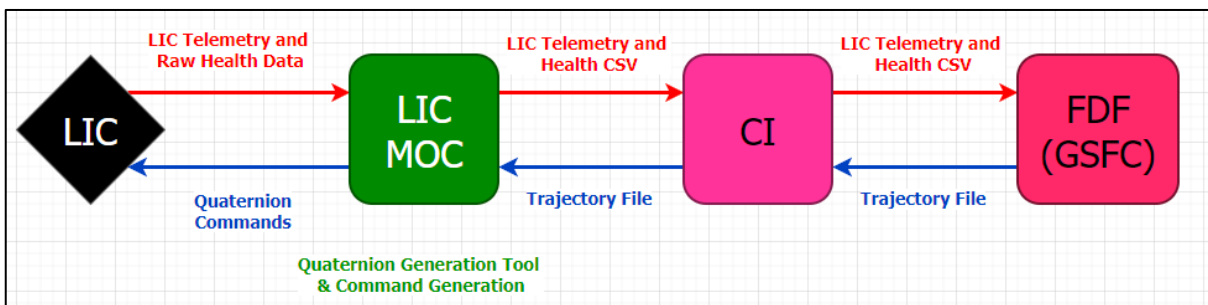 LIC Telemetry and
Raw Health Data
LIC Telemetry and
Health CSV
LIC Telemetry and
Health CSV
LIC
LIC
MOC
CI
FDF
(GSFC)
Quaternion
Commands
Trajectory File
Trajectory File
Quaternion Generation Tool
& Command Generation